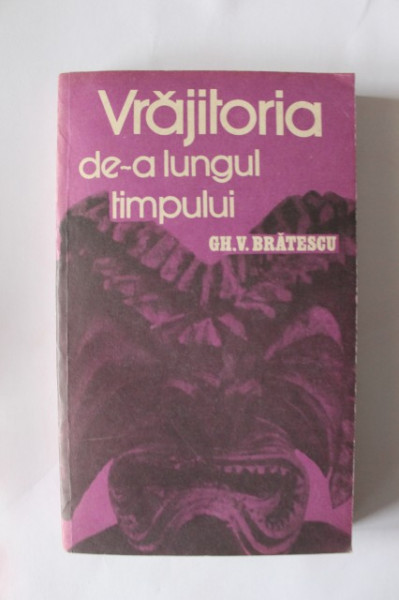 Vrăjitoria
de-a lungul
timpului
GH.V. BRĂTESCU